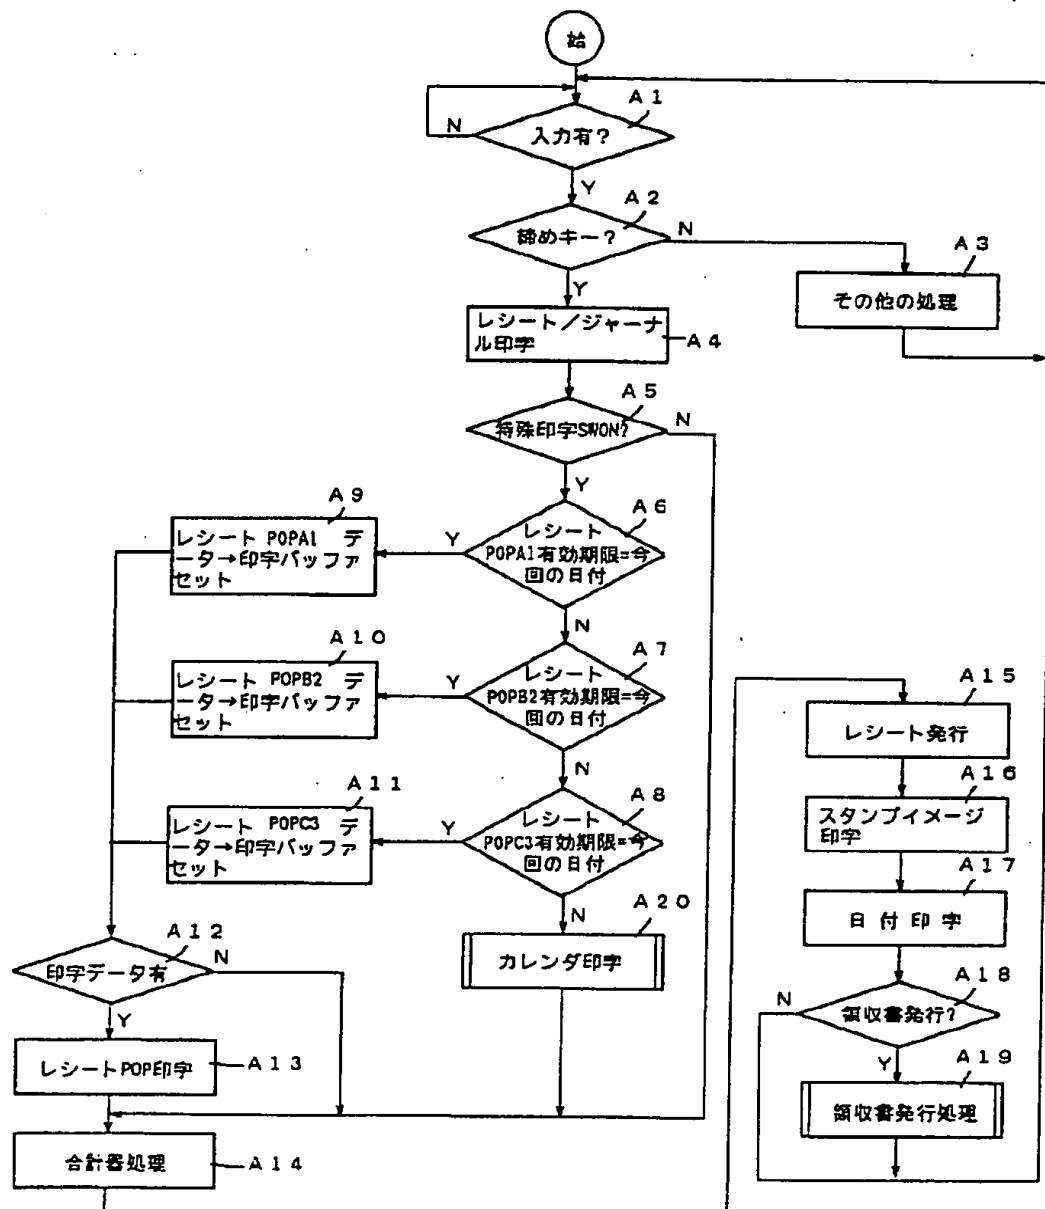 始
A1
N
入力有?
Y
A2
締めキー?
N
A3
その他の処理
Y
レシート/ジャーナ
ル印字
A4
A5
特殊印字SWON?
N
Y
A6
レシート
POPA1有効期限=今
回の日付
Y
N
A9
レシート POPA1 デ
ータ→印字バッファ
セット
A7
レシート
POPB2有効期限=今
回の日付
Y
N
A10
レシート POPB2 デ
ータ→印字バッファ
セット
A8
レシート
POPC3有効期限=今
回の日付
Y
N
A11
レシート POPC3 デ
ータ→印字バッファ
セット
A20
カレンダ印字
A12
印字データ有
N
Y
レシートPOP印字
A13
合計器処理
A14
A15
レシート発行
A16
スタンプイメージ
印字
A17
日付印字
A18
領収書発行?
N
Y
A19
領収書発行処理